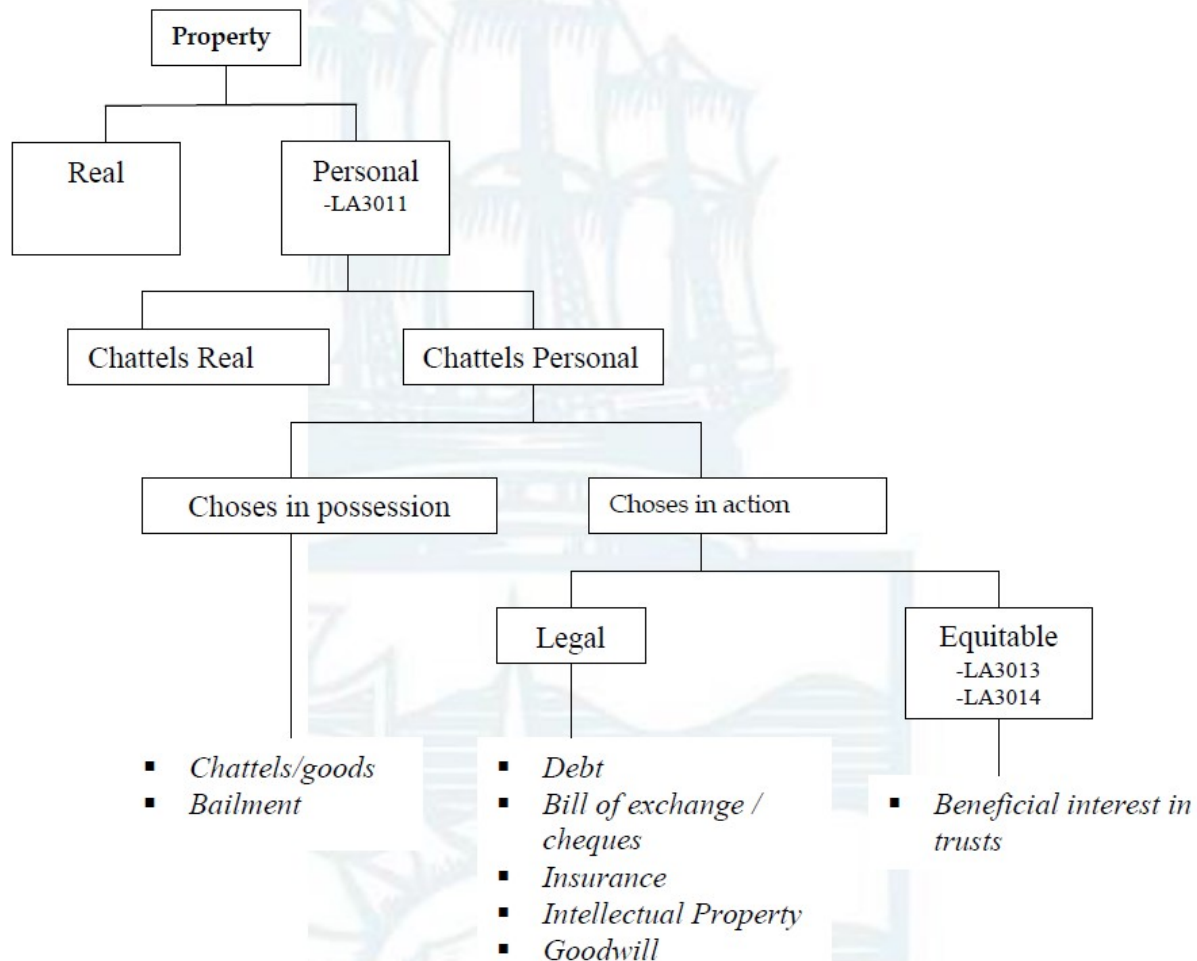 Property
Real
Personal
-LA3011
Chattels Real
Chattels Personal
Choses in possession
Choses in action
Legal
Equitable
-LA3013
-LA3014
▪ Chattels/goods
▪ Bailment
▪ Debt
▪ Bill of exchange /
cheques
▪ Insurance
▪ Intellectual Property
▪ Goodwill
▪ Beneficial interest in
trusts